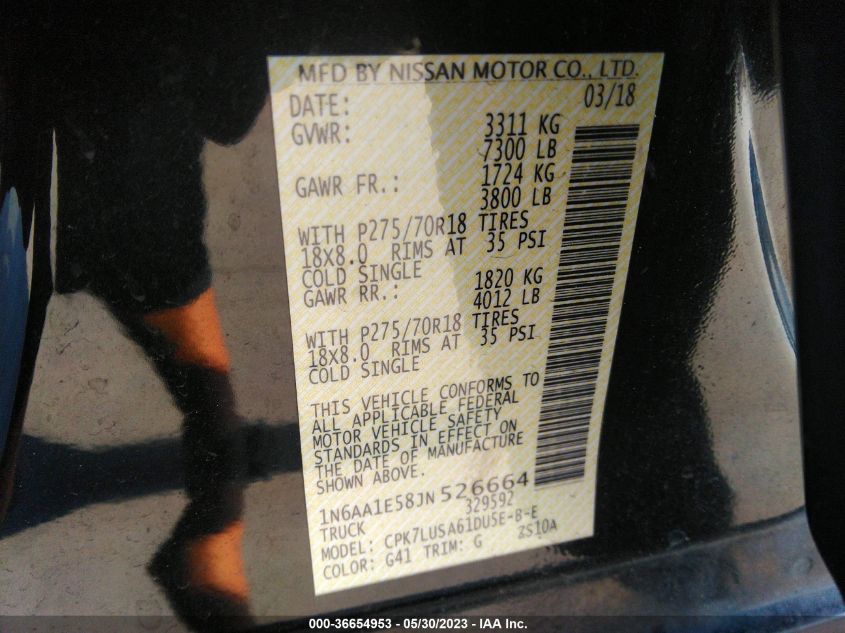 MFD BY NISSAN MOTOR CO., LTD.
DATE: 03/18
GVWR: 3311 KG
7300 LB
GAWR FR.: 1724 KG
3800 LB
WITH P275/70R18 TIRES
18X8.0 RIMS AT 35 PSI
COLD SINGLE
GAWR RR.: 1820 KG
4012 LB
WITH P275/70R18 TIRES
18X8.0 RIMS AT 35 PSI
COLD SINGLE
THIS VEHICLE CONFORMS TO
ALL APPLICABLE FEDERAL
MOTOR VEHICLE SAFETY
STANDARDS IN EFFECT ON
THE DATE OF MANUFACTURE
SHOWN ABOVE.
1N6AA1E58JN526664
TRUCK 329592
MODEL: CPK7LUSA61DU5E-B-E
COLOR: G41 TRIM: G ZS10A
000-36654953 - 05/30/2023 - IAA Inc.